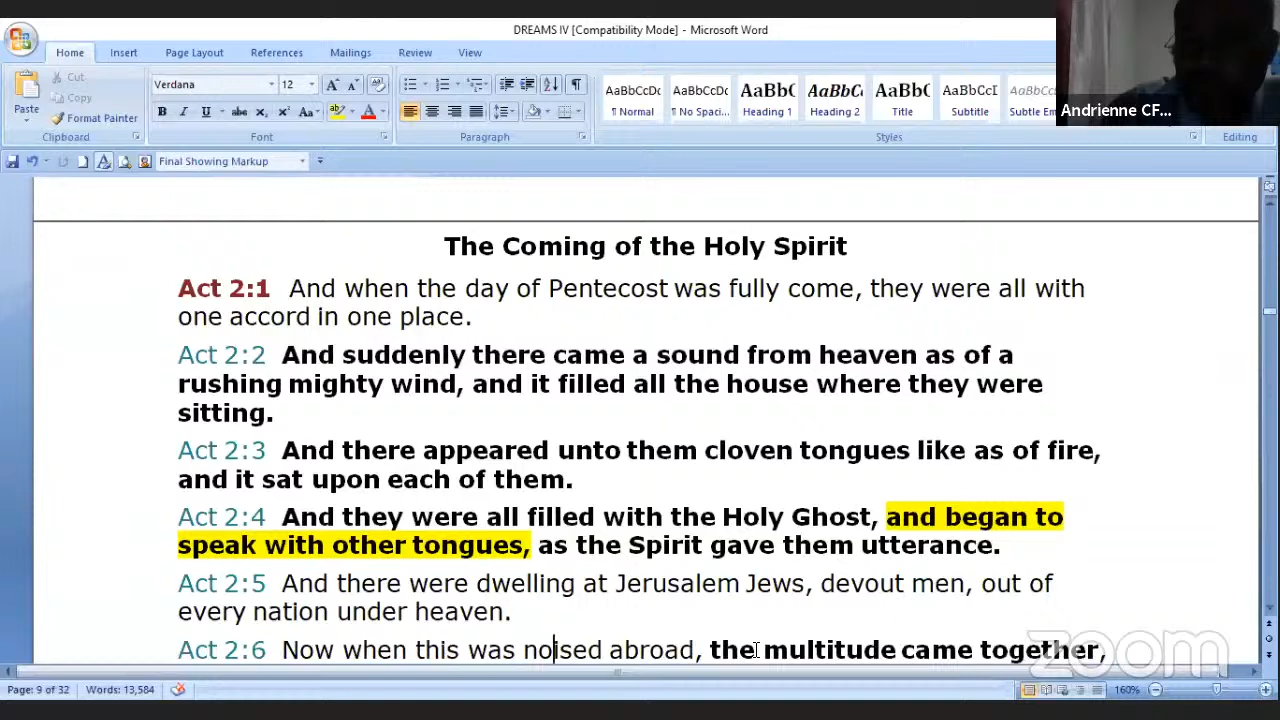 DREAMS IV [Compatibility Mode] - Microsoft Word
Home Insert Page Layout References Mailings Review View
Cut
Copy
Format Painter
Paste
Clipboard
Verdana 12
Font
Paragraph
AaBbCcDc AaBbCcDc AaBbC AaBbCc AaBbC AaBbCcI AaBbCcL
¶ Normal ¶ No Spaci... Heading 1 Heading 2 Title Subtitle Subtle Em
Styles
Editing
Andrienne CF...
Final Showing Markup
The Coming of the Holy Spirit
Act 2:1 And when the day of Pentecost was fully come, they were all with
one accord in one place.
Act 2:2 And suddenly there came a sound from heaven as of a
rushing mighty wind, and it filled all the house where they were
sitting.
Act 2:3 And there appeared unto them cloven tongues like as of fire,
and it sat upon each of them.
Act 2:4 And they were all filled with the Holy Ghost, and began to
speak with other tongues, as the Spirit gave them utterance.
Act 2:5 And there were dwelling at Jerusalem Jews, devout men, out of
every nation under heaven.
Act 2:6 Now when this was noised abroad, the multitude came together,
zoom
Page: 9 of 32 Words: 13,584 160%